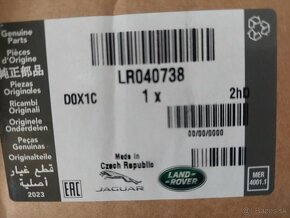 Genuine
Parts
Pièces
d'Origine
純正部品
Piezas
Originales
Ricambi
Originali
Originele
Onderdelen
Peças
Genuínas
Originalteile
قطع غيار
أصلية
2023
LR040738
D0X1C
1 x
2hD
00/00/0000
Made in
Czech Republic
EAC
JAGUAR
LAND-
ROVER
MER
4001.1